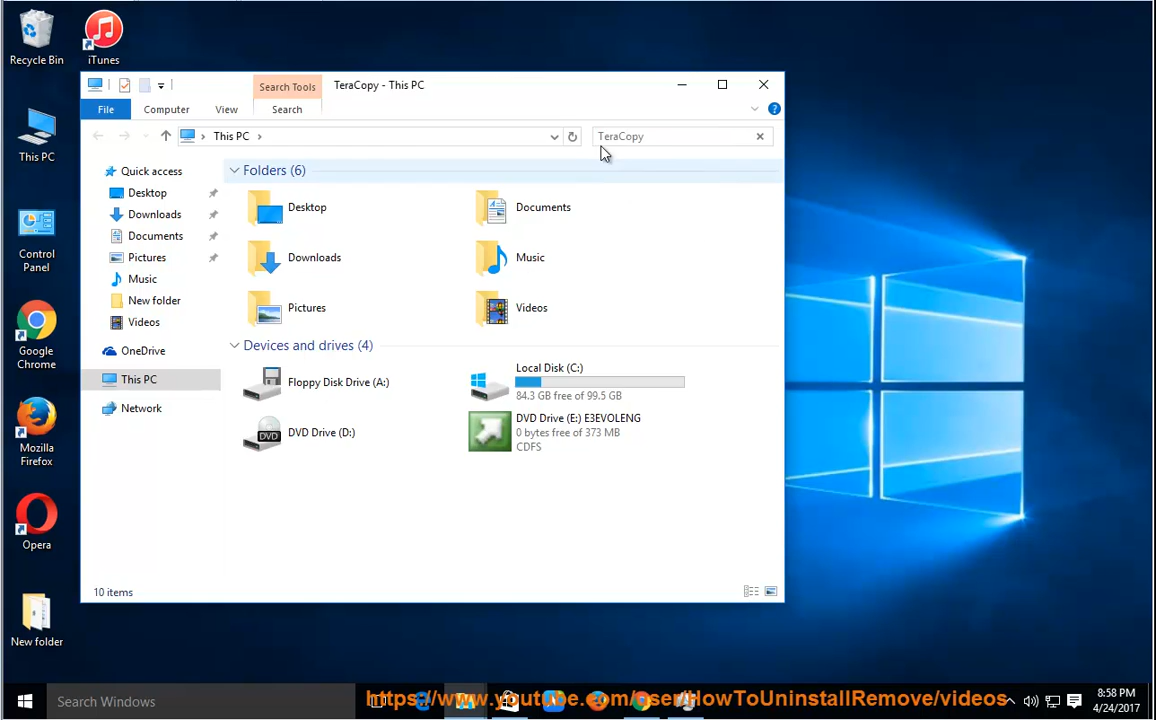 Recycle Bin
iTunes
This PC
Control
Panel
Google
Chrome
Mozilla
Firefox
Opera
New folder
Search Tools
TeraCopy - This PC
File
Computer
View
Search
This PC
TeraCopy
Quick access
Desktop
Downloads
Documents
Pictures
Music
New folder
Videos
OneDrive
This PC
Network
Folders (6)
Desktop
Documents
Downloads
Music
Pictures
Videos
Devices and drives (4)
Floppy Disk Drive (A:)
Local Disk (C:)
84.3 GB free of 99.5 GB
DVD
DVD Drive (D:)
DVD Drive (E:) E3EVOLENG
0 bytes free of 373 MB
CDFS
10 items
Search Windows
https://www.youtube.com/user/HowToUninstallRemove/videos
8:58 PM
4/24/2017